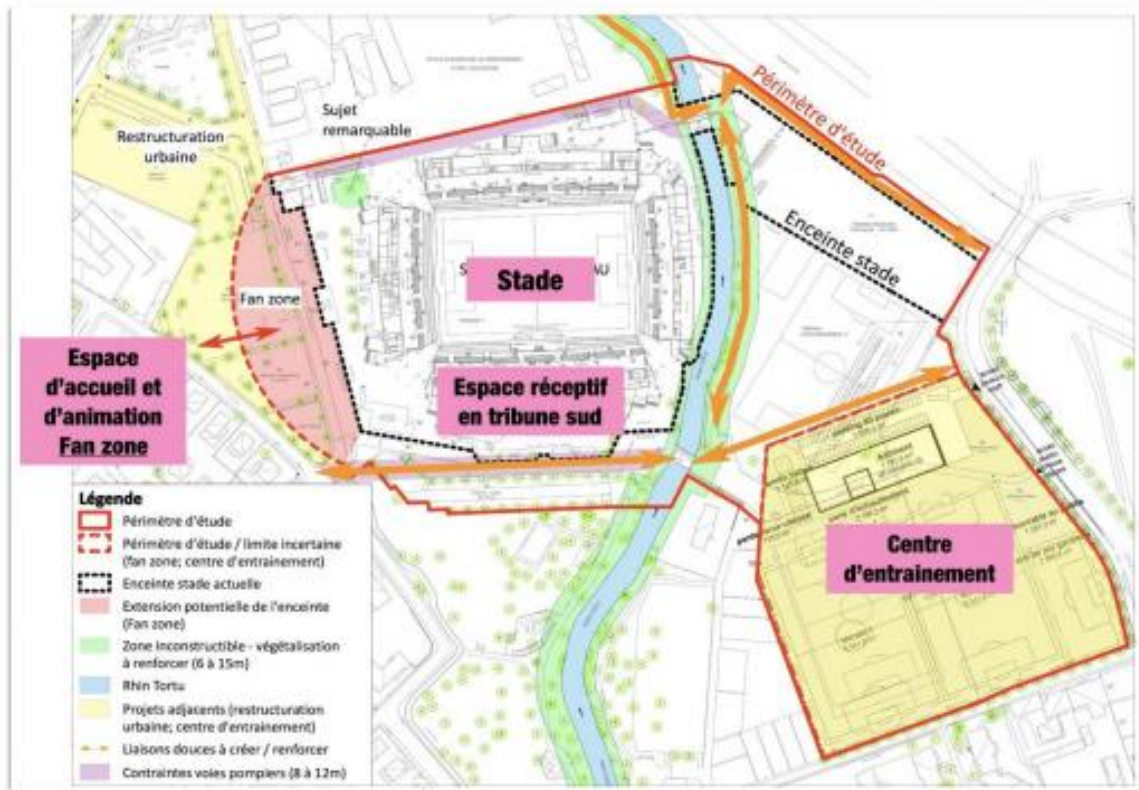 Sujet
remarquable
Restructuration
urbaine
Périmètre d'étude
Enceinte stade
Stade
Fan zone
Espace
d'accueil et
d'animation
Fan zone
Espace réceptif
en tribune sud
Centre
d'entrainement
Légende
Périmètre d'étude
Périmètre d'étude / limite incertaine
(fan zone; centre d'entrainement)
Enceinte stade actuelle
Extension potentielle de l'enceinte
(Fan zone)
Zone inconstructible - végétalisation
à renforcer (6 à 15m)
Rhin Tortu
Projets adjacents (restructuration
urbaine; centre d'entrainement)
Liaisons douces à créer / renforcer
Contraintes voies pompiers (8 à 12m)